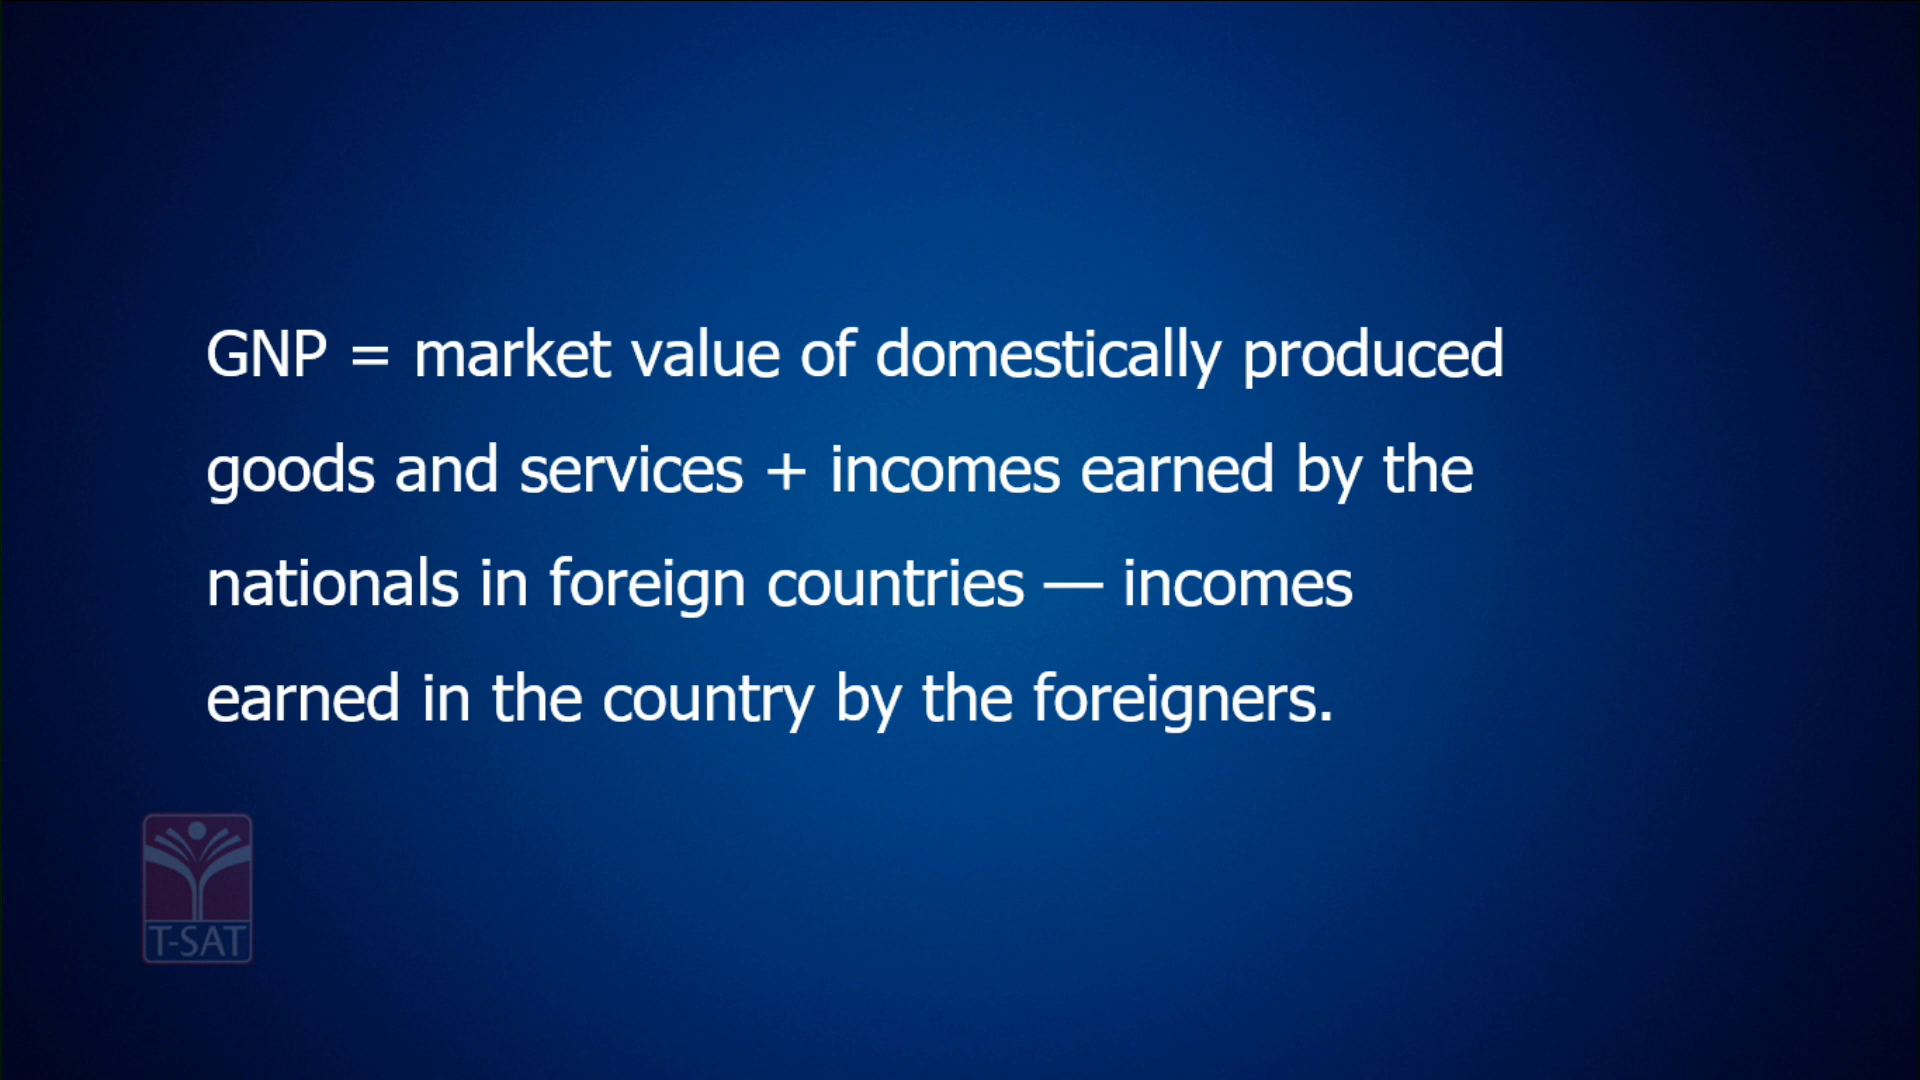 GNP = market value of domestically produced
goods and services + incomes earned by the
nationals in foreign countries — incomes
earned in the country by the foreigners.
T-SAT